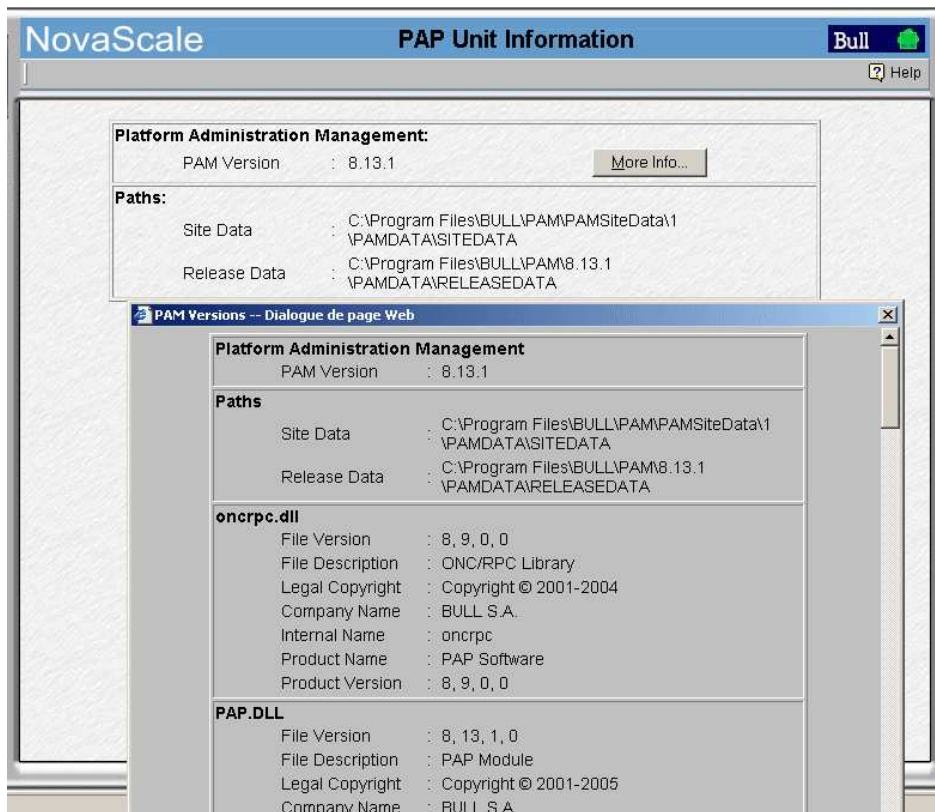 NovaScale
PAP Unit Information
Bull
Help
Platform Administration Management:
PAM Version : 8.13.1
More Info...
Paths:
Site Data : C:\Program Files\BULL\PAM\PAMSiteData\1
\PAMDATA\SITEDATA
Release Data : C:\Program Files\BULL\PAM\8.13.1
\PAMDATA\RELEASEDATA
PAM Versions -- Dialogue de page Web
Platform Administration Management
PAM Version : 8.13.1
Paths
Site Data : C:\Program Files\BULL\PAM\PAMSiteData\1
\PAMDATA\SITEDATA
Release Data : C:\Program Files\BULL\PAM\8.13.1
\PAMDATA\RELEASEDATA
oncrpc.dll
File Version : 8, 9, 0, 0
File Description : ONC/RPC Library
Legal Copyright : Copyright © 2001-2004
Company Name : BULL S.A.
Internal Name : oncrpc
Product Name : PAP Software
Product Version : 8, 9, 0, 0
PAP.DLL
File Version : 8, 13, 1, 0
File Description : PAP Module
Legal Copyright : Copyright © 2001-2005
Company Name : BULL S.A.